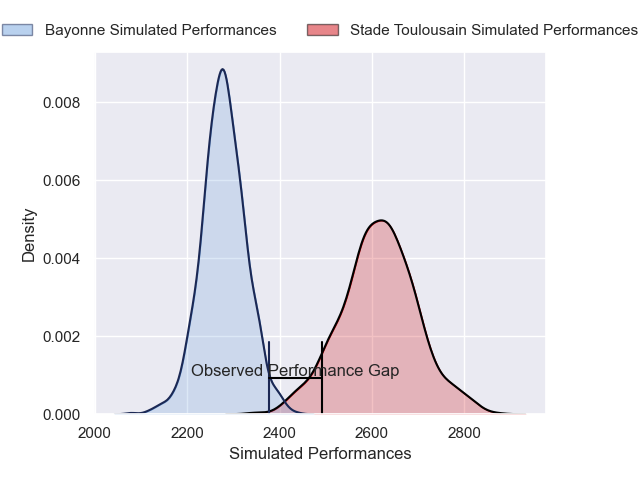 Bayonne Simulated Performances
Stade Toulousain Simulated Performances
0.008
0.006
0.004
0.002
0.000
Density
Observed Performance Gap
2000
2200
2400
2600
2800
Simulated Performances